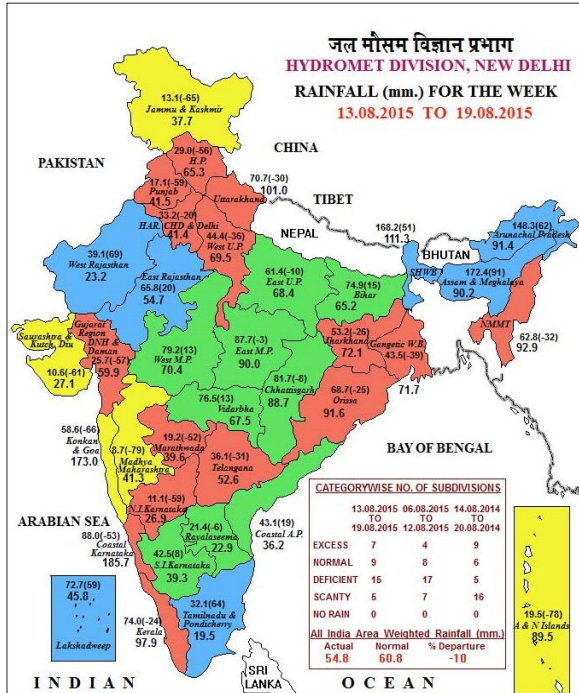 जल मौसम विज्ञान प्रभाग
HYDROMET DIVISION, NEW DELHI
RAINFALL (mm.) FOR THE WEEK
13.08.2015 TO 19.08.2015
13.1(-65)
Jammu & Kashmir
37.7
CHINA
PAKISTAN
29.0(-56)
H.P.
65.3
17.1(-59)
Punjab
41.5
70.7(-30)
Uttarakhand
101.0
TIBET
33.2(-20)
HAR. CHD & Delhi
41.4
44.4(-36)
West U.P.
69.5
NEPAL
168.2(51)
111.3
SHWB
BHUTAN
148.3(62)
Arunachal Pradesh
91.4
39.1(69)
West Rajasthan
23.2
East Rajasthan
65.8(20)
54.7
61.4(-10)
East U.P.
68.4
74.9(15)
Bihar
65.2
172.4(91)
Assam & Meghalaya
90.2
NMMT
62.8(-32)
92.9
Saurashtra &
Kutch, Diu
10.6(-61)
27.1
Gujarat
Region
DNH &
Daman
25.7(-57)
59.9
79.2(13)
West M.P.
70.4
87.7(-3)
East M.P.
90.0
53.2(-26)
Jharkhand
72.1
Gangetic W.B.
43.5(-39)
71.7
81.7(-8)
Chhattisgarh
88.7
68.7(-25)
Orissa
91.6
76.5(13)
Vidarbha
67.5
58.6(-66)
Konkan
& Goa
173.0
8.7(-79)
Madhya
Maharashtra
41.3
19.2(-52)
Marathwada
39.6
36.1(-31)
Telangana
52.6
BAY OF BENGAL
11.1(-59)
N.I.Karnataka
26.9
ARABIAN SEA
88.0(-53)
Coastal
Karnataka
185.7
21.4(-6)
Rayalaseema
22.9
43.1(19)
Coastal A.P.
36.2
42.5(8)
S.I.Karnataka
39.3
72.7(59)
45.8
Lakshadweep
32.1(64)
Tamilnadu &
Pondicherry
19.5
74.0(-24)
Kerala
97.9
CATEGORYWISE NO. OF SUBDIVISIONS
13.08.2015 06.08.2015 14.08.2014
TO TO TO
19.08.2015 12.08.2015 20.08.2014
EXCESS 7 4 9
NORMAL 9 8 6
DEFICIENT 15 17 5
SCANTY 5 7 16
NO RAIN 0 0 0
All India Area Weighted Rainfall (mm.)
Actual Normal % Departure
54.8 60.8 -10
19.5(-78)
A & N Islands
89.5
SRI
LANKA
INDIAN OCEAN